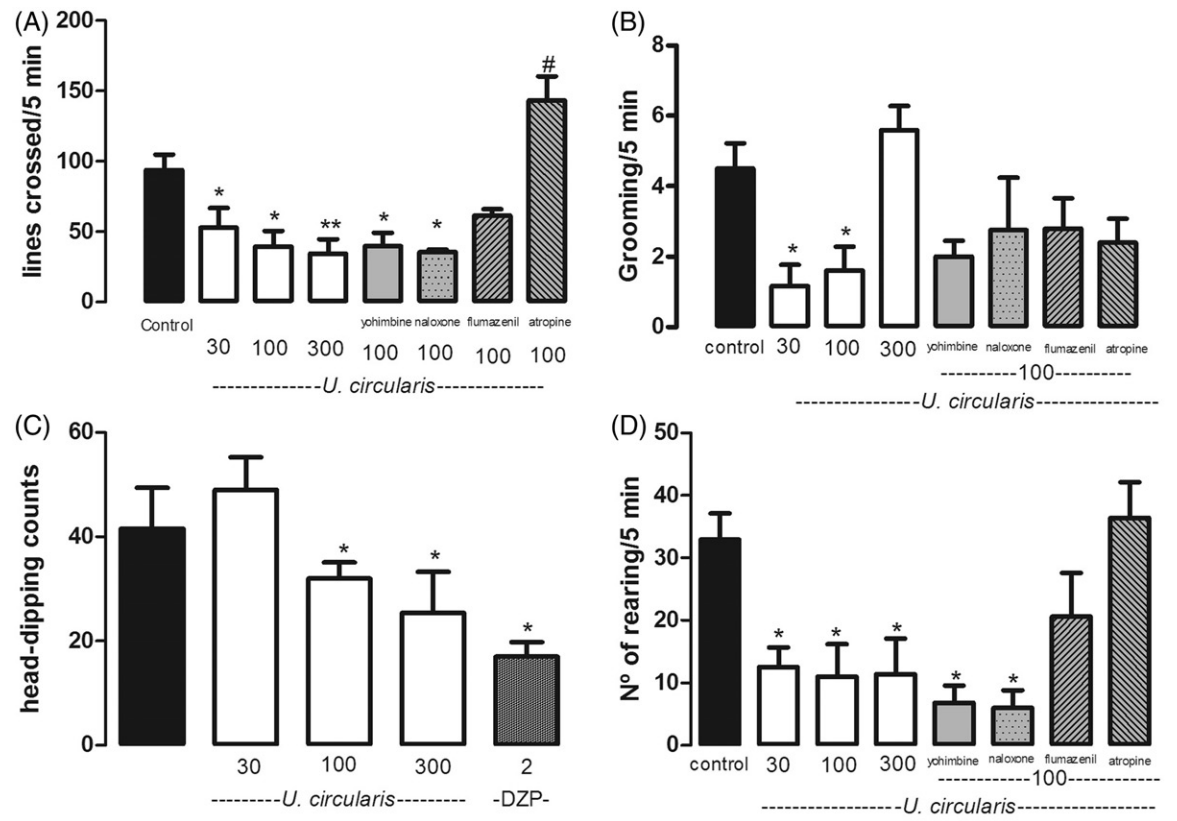 (A)
lines crossed/5 min
200
150
100
50
0
* * ** * * #
Control yohimbine naloxone flumazenil atropine
30 100 300 100 100 100 100
--------------U. circularis--------------
(B)
Grooming/5 min
8
6
4
2
0
* *
control 30 100 300 yohimbine naloxone flumazenil atropine
---------100---------
---------------U. circularis---------------
(C)
head-dipping counts
60
40
20
0
* * *
30 100 300 2
---------U. circularis--------- -DZP-
(D)
Nº of rearing/5 min
50
40
30
20
10
0
* * * * *
control 30 100 300 yohimbine naloxone flumazenil atropine
-----------100-----------
-----------------U. circularis-----------------